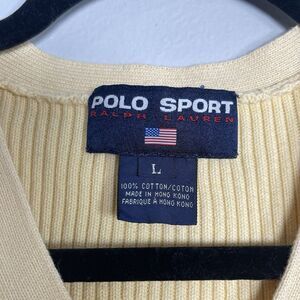 POLO SPORT
RALPH LAUREN
L
100% COTTON/COTON
MADE IN HONG KONG
FABRIQUÉ À HONG KONG